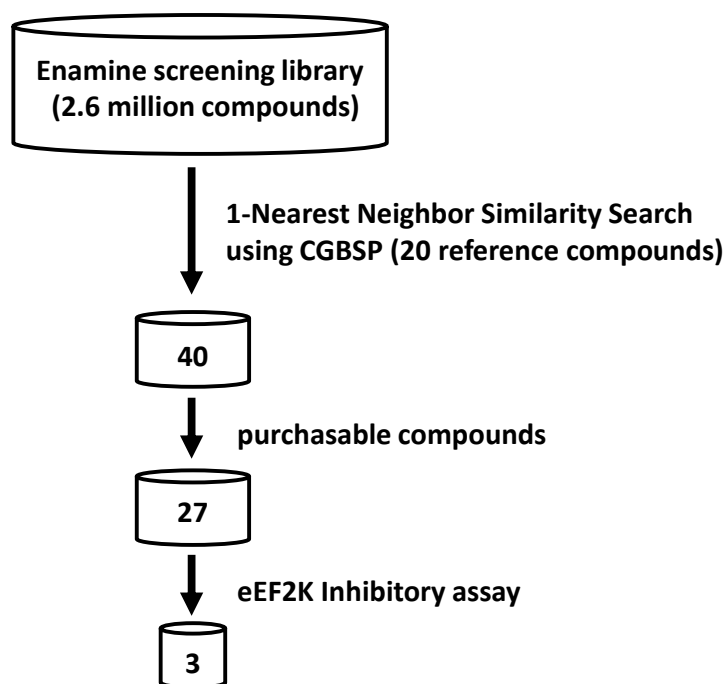 Enamine screening library
(2.6 million compounds)
1-Nearest Neighbor Similarity Search
using CGBSP (20 reference compounds)
40
purchasable compounds
27
eEF2K Inhibitory assay
3